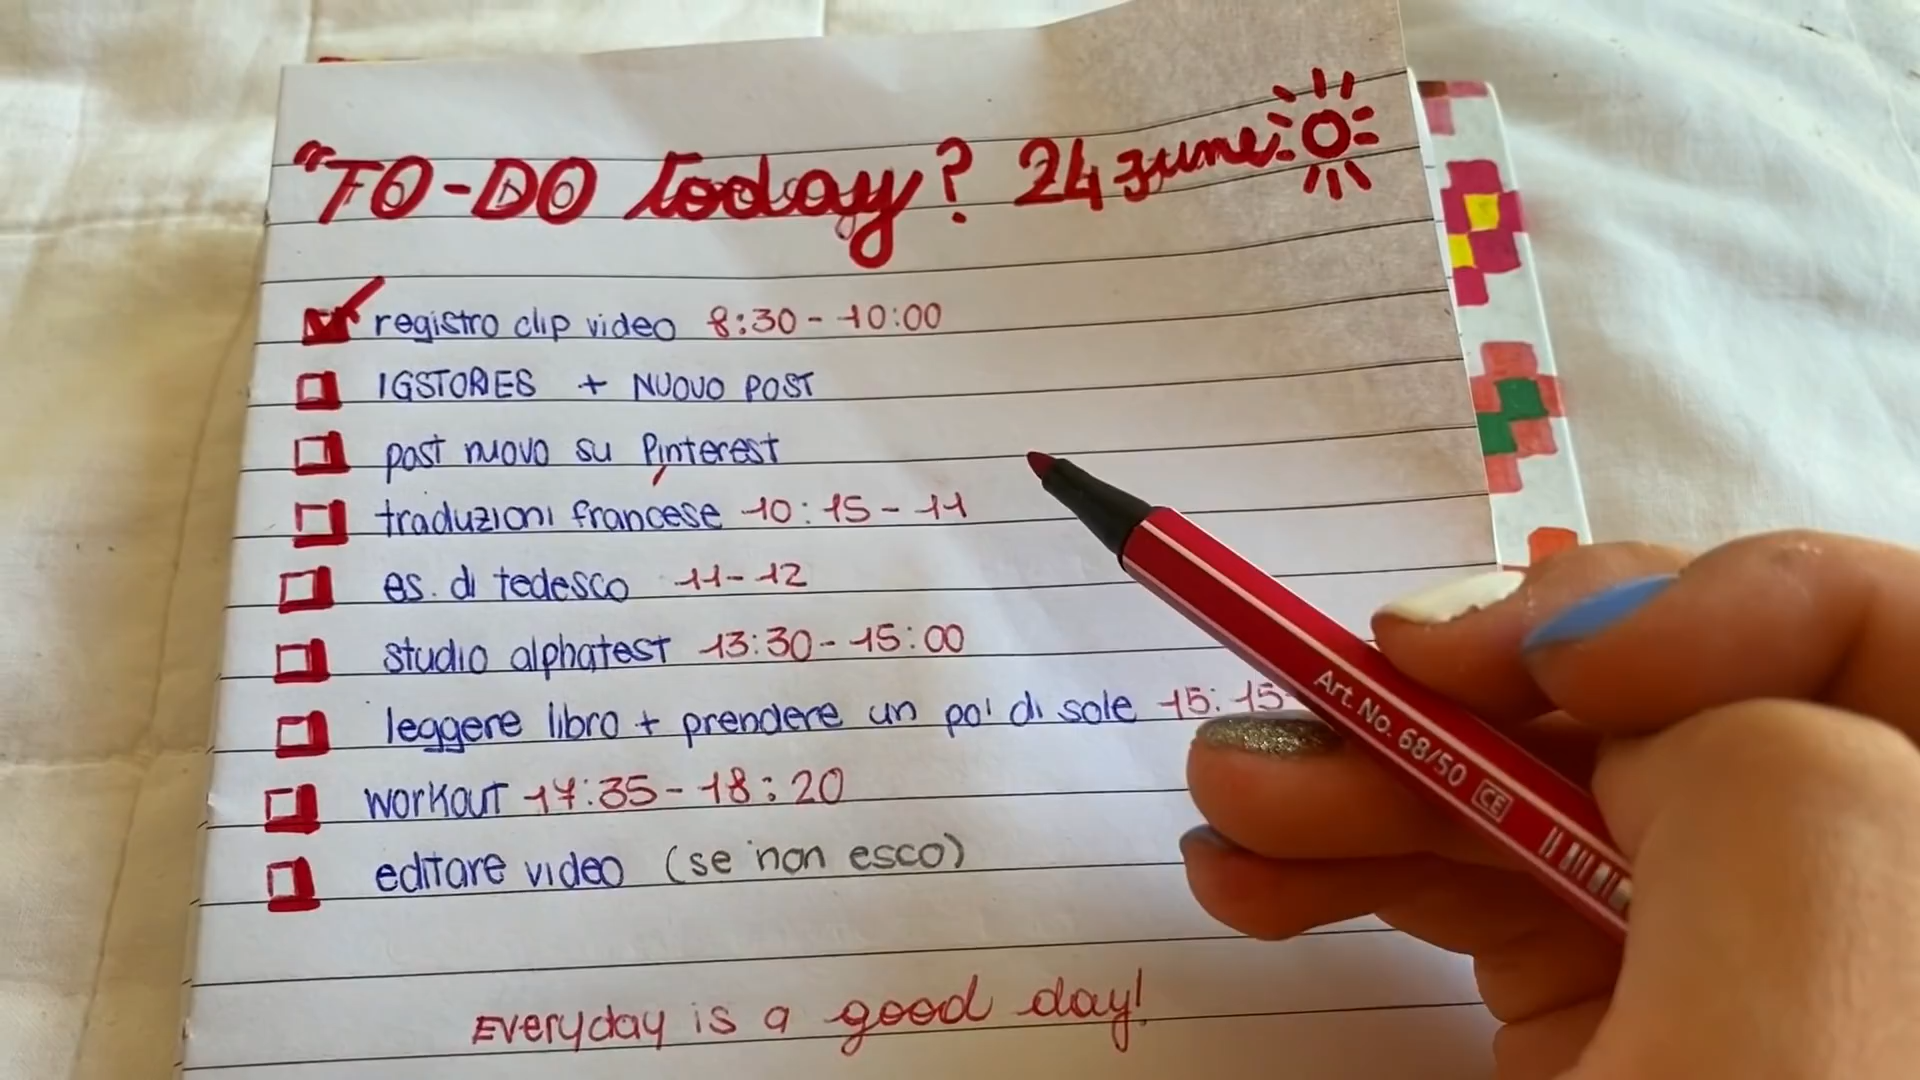 "TO-DO today? 24 june
registro clip video 8:30 - 10:00
IGSTORIES + NUOVO POST
post nuovo su Pinterest
traduzioni francese 10:15 - 11
es. di tedesco 11 - 12
studio alphatest 13:30 - 15:00
leggere libro + prendere un po' di sole 15:15-
workout 17:35 - 18:20
editare video (se non esco)
Everyday is a good day!
Art. No. 68/50 CE